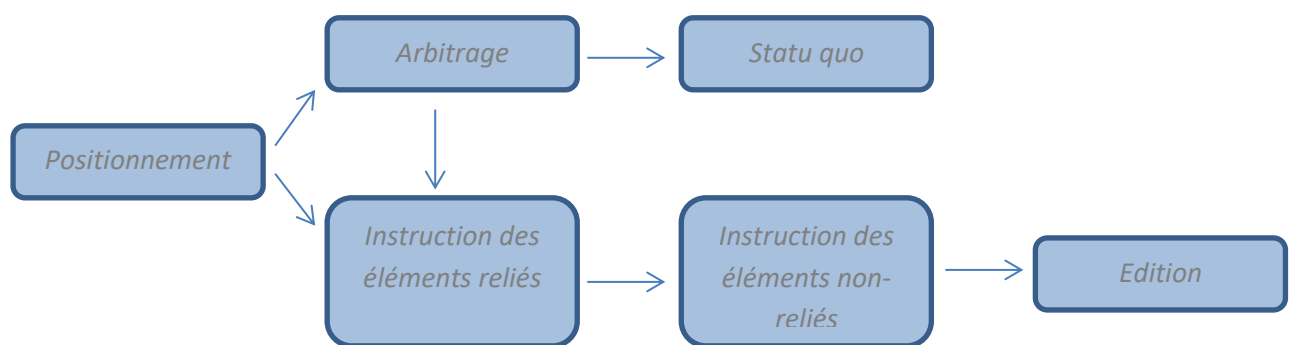 Arbitrage
Statu quo
Positionnement
Instruction des
éléments reliés
Instruction des
éléments non-
reliés
Edition